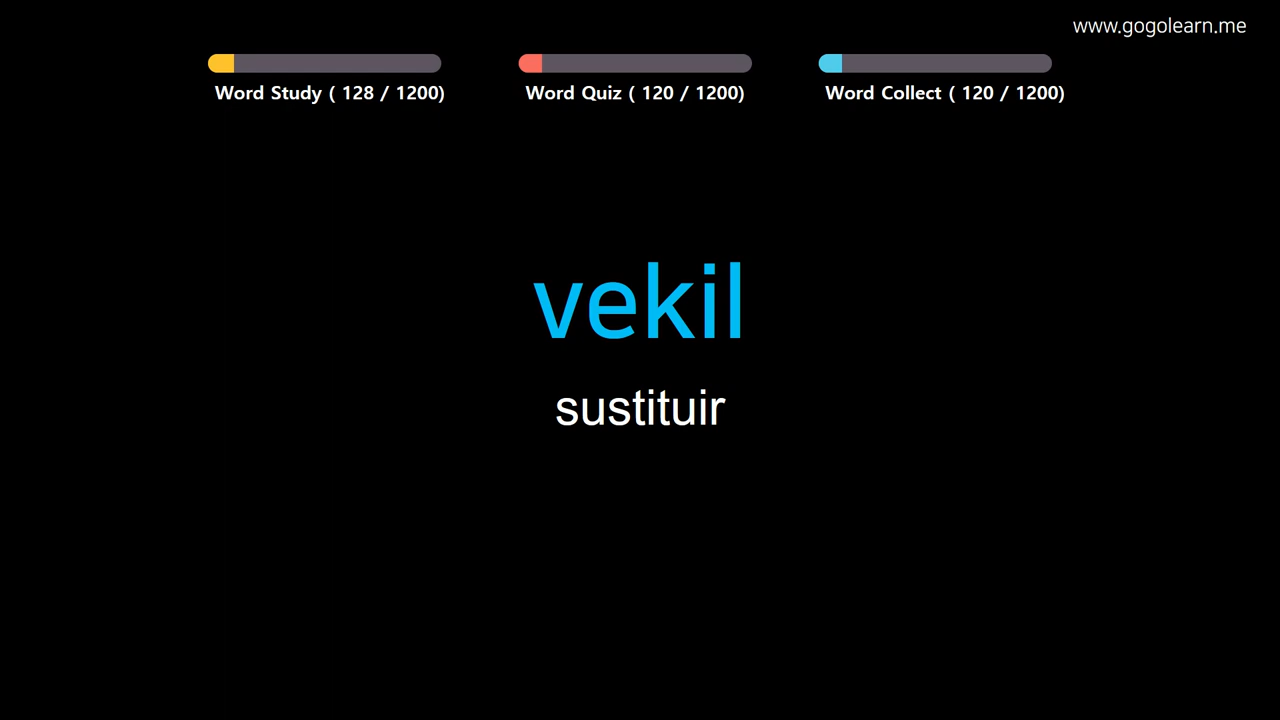 www.gogolearn.me
Word Study ( 128 / 1200)
Word Quiz ( 120 / 1200)
Word Collect ( 120 / 1200)
vekil
sustituir